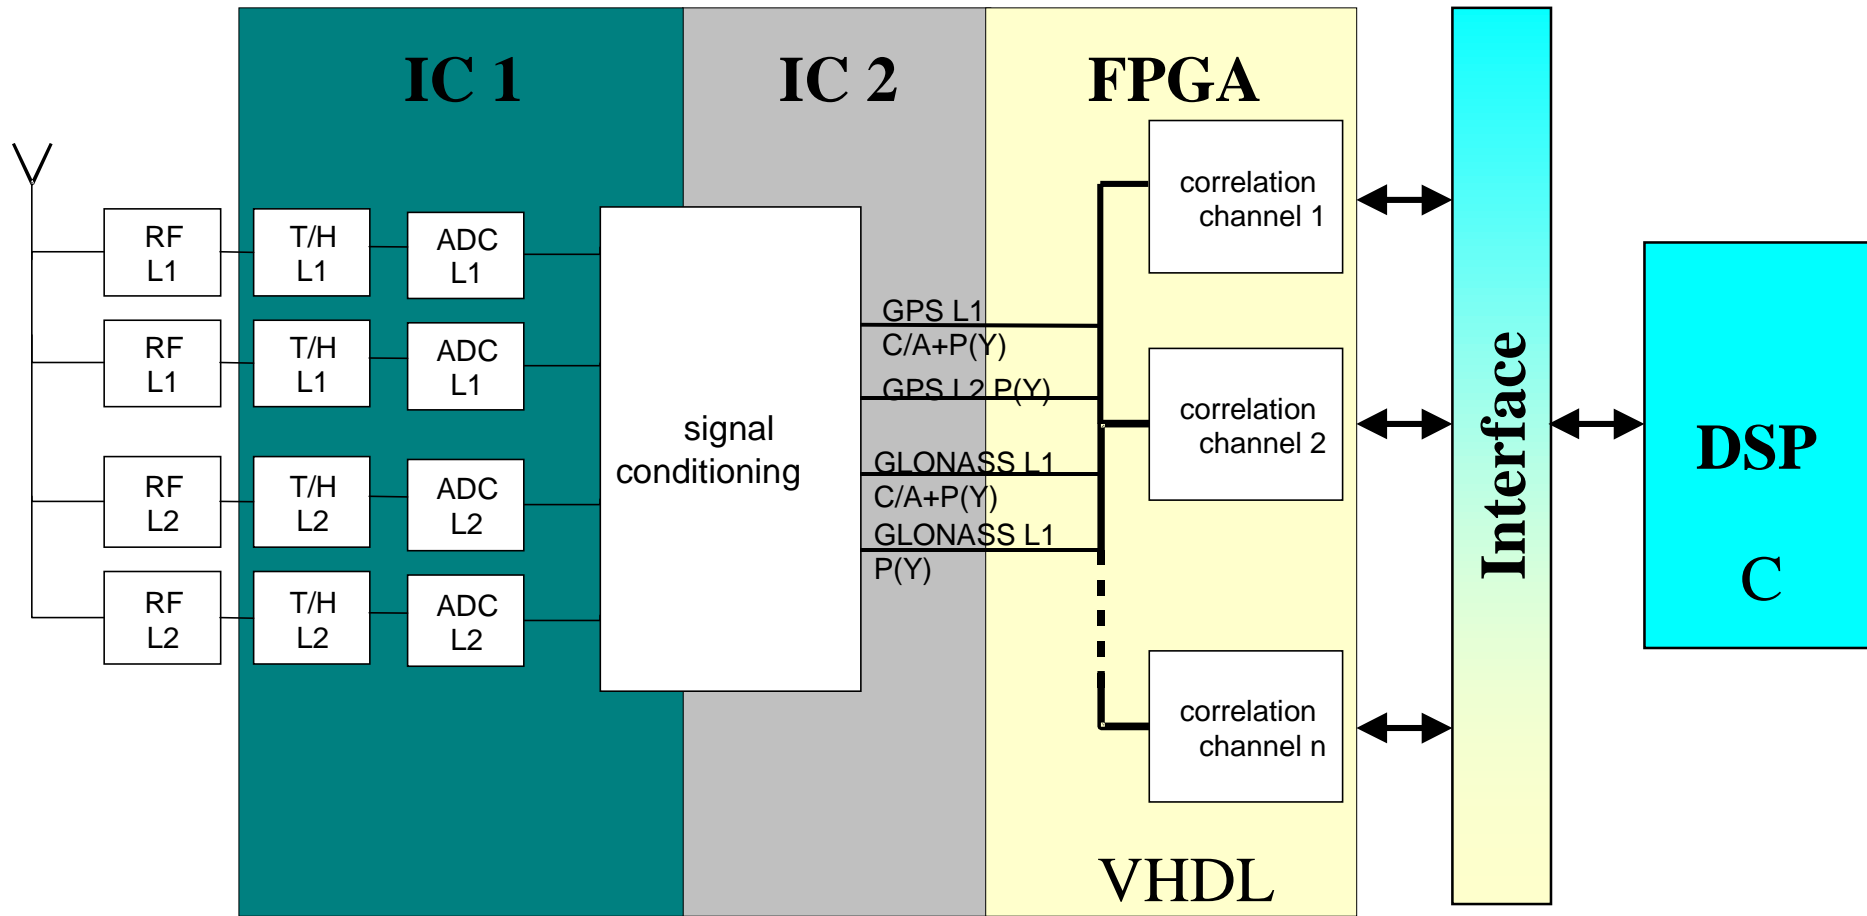 IC 1
IC 2
FPGA
RF
L1
T/H
L1
ADC
L1
RF
L1
T/H
L1
ADC
L1
RF
L2
T/H
L2
ADC
L2
RF
L2
T/H
L2
ADC
L2
signal
conditioning
GPS L1
C/A+P(Y)
GPS L2 P(Y)
GLONASS L1
C/A+P(Y)
GLONASS L1
P(Y)
correlation
channel 1
correlation
channel 2
correlation
channel n
VHDL
Interface
DSP
C